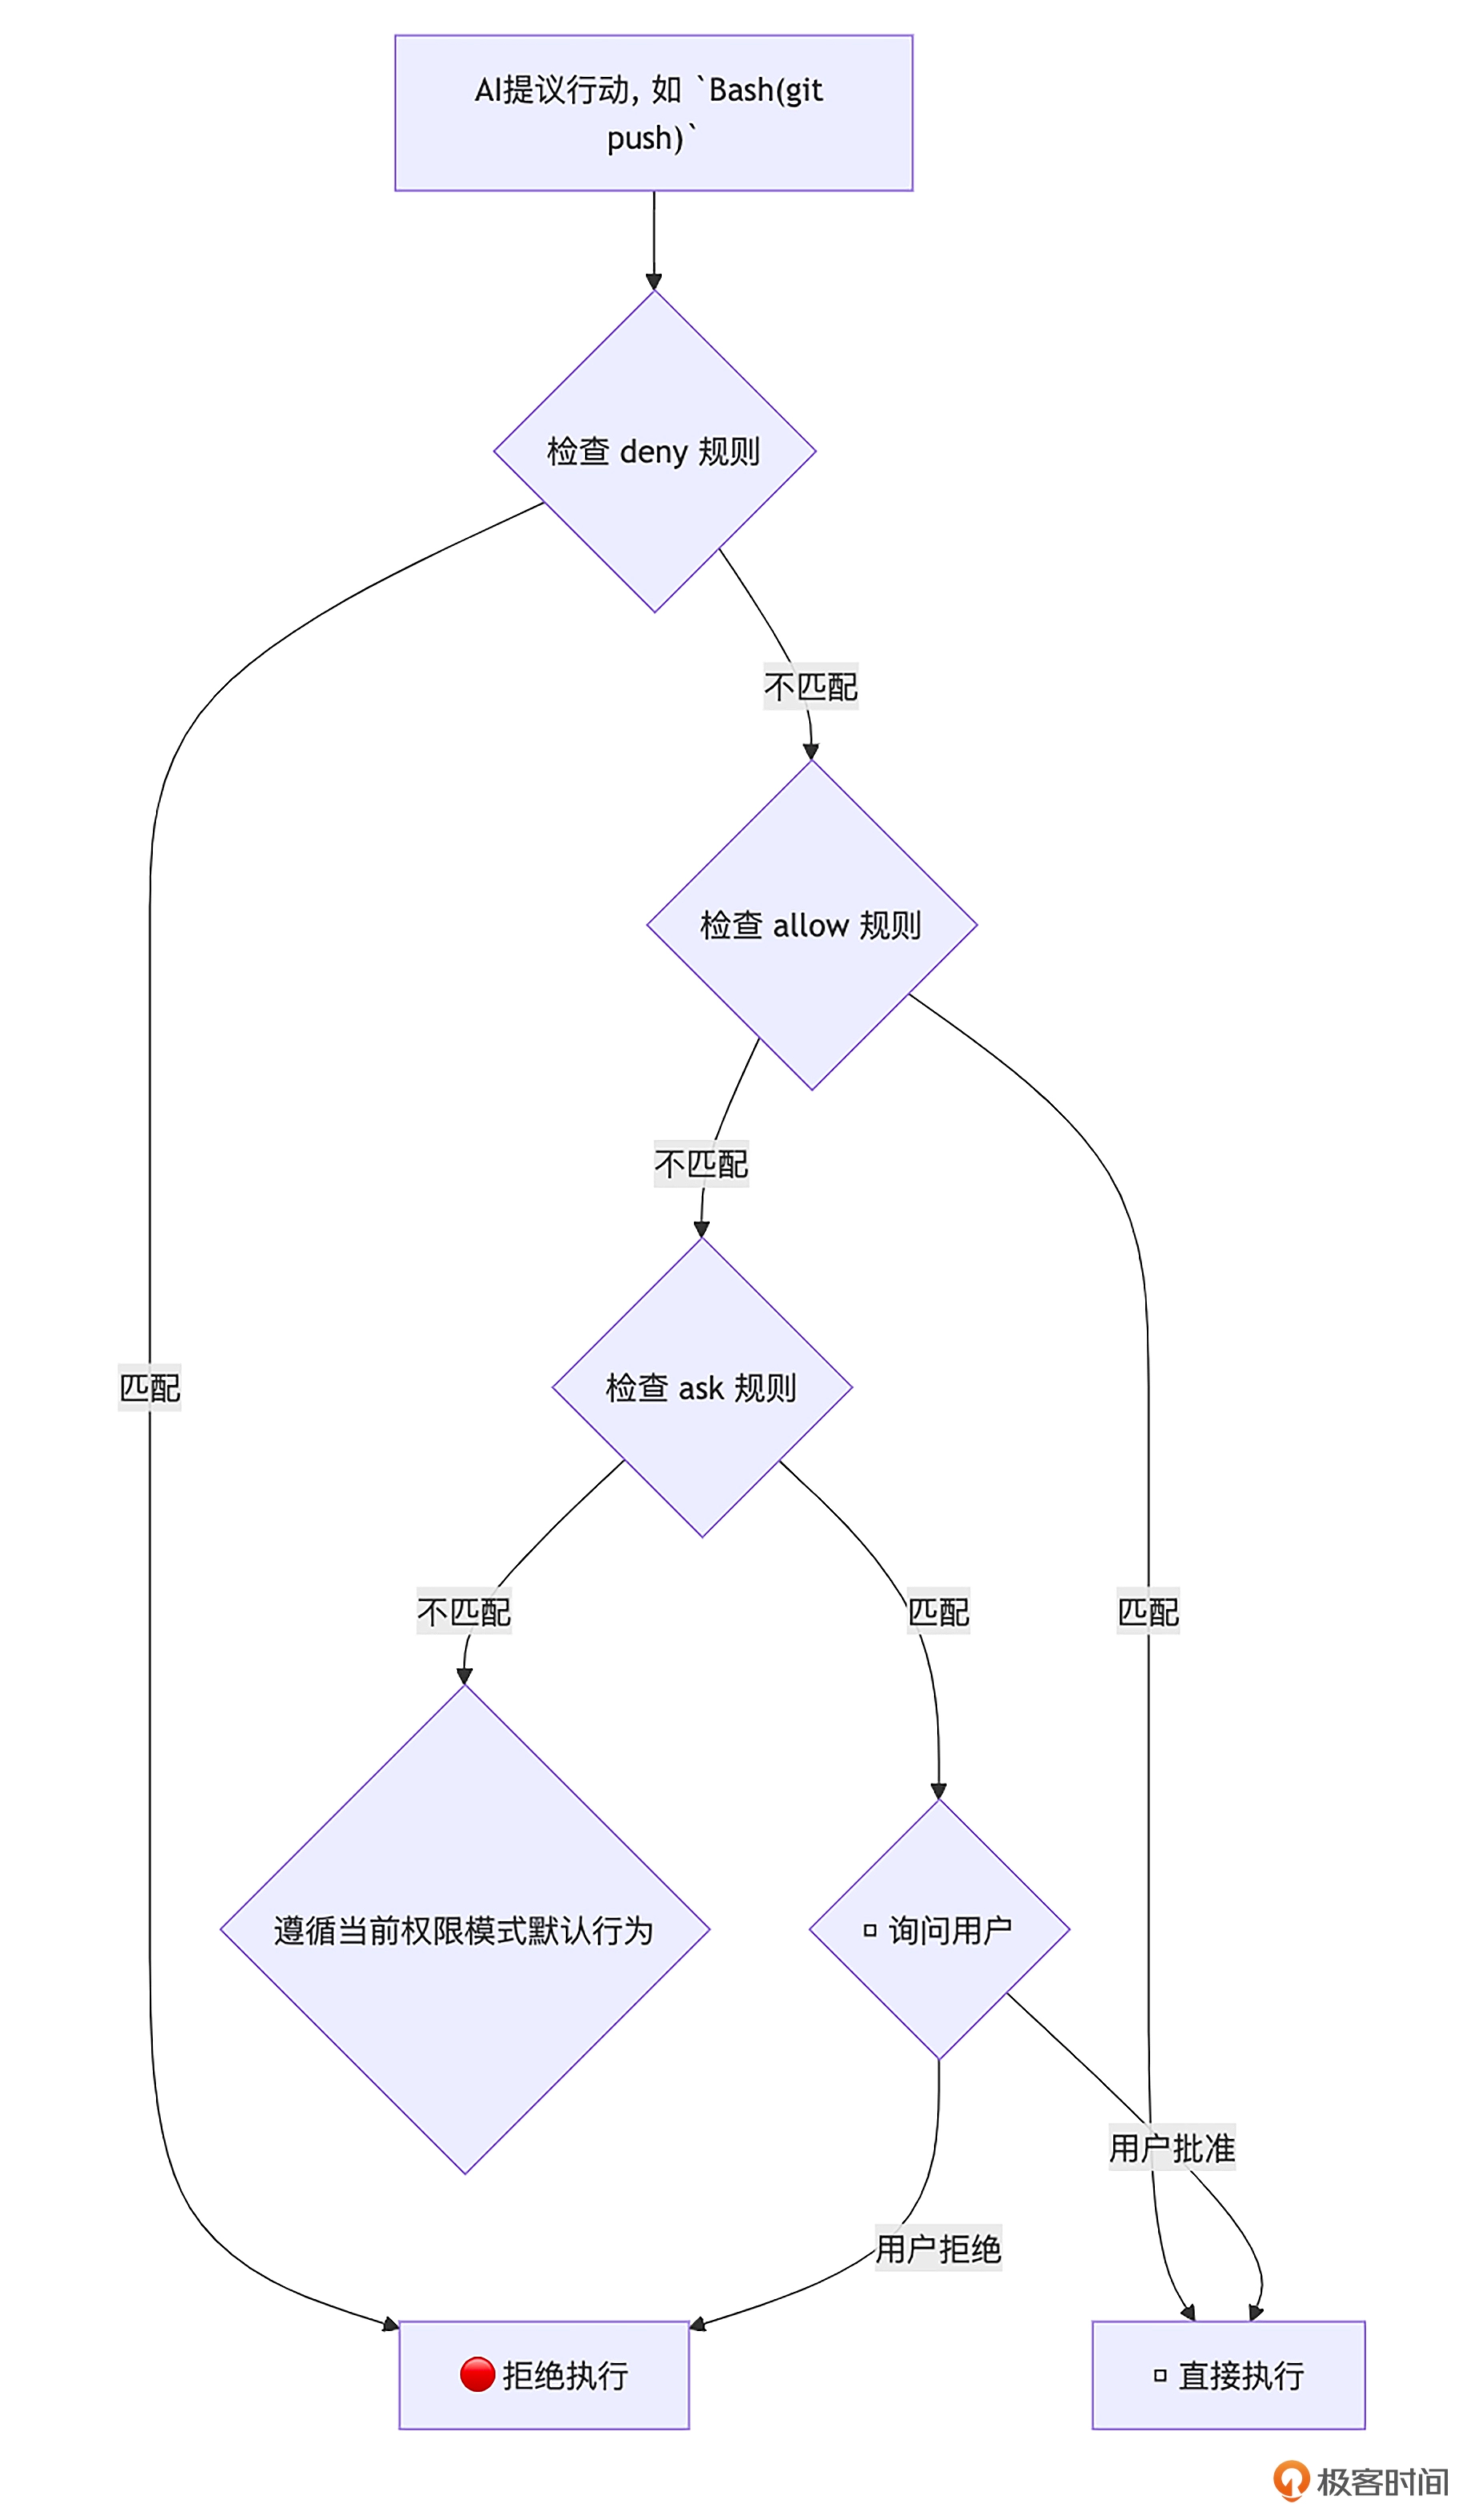 AI提议行动, 如 `Bash(git
push)`
检查 deny 规则
不匹配
检查 allow 规则
不匹配
匹配
检查 ask 规则
不匹配
匹配
匹配
遵循当前权限模式默认行为
询问用户
用户批准
用户拒绝
拒绝执行
直接执行
极客时间